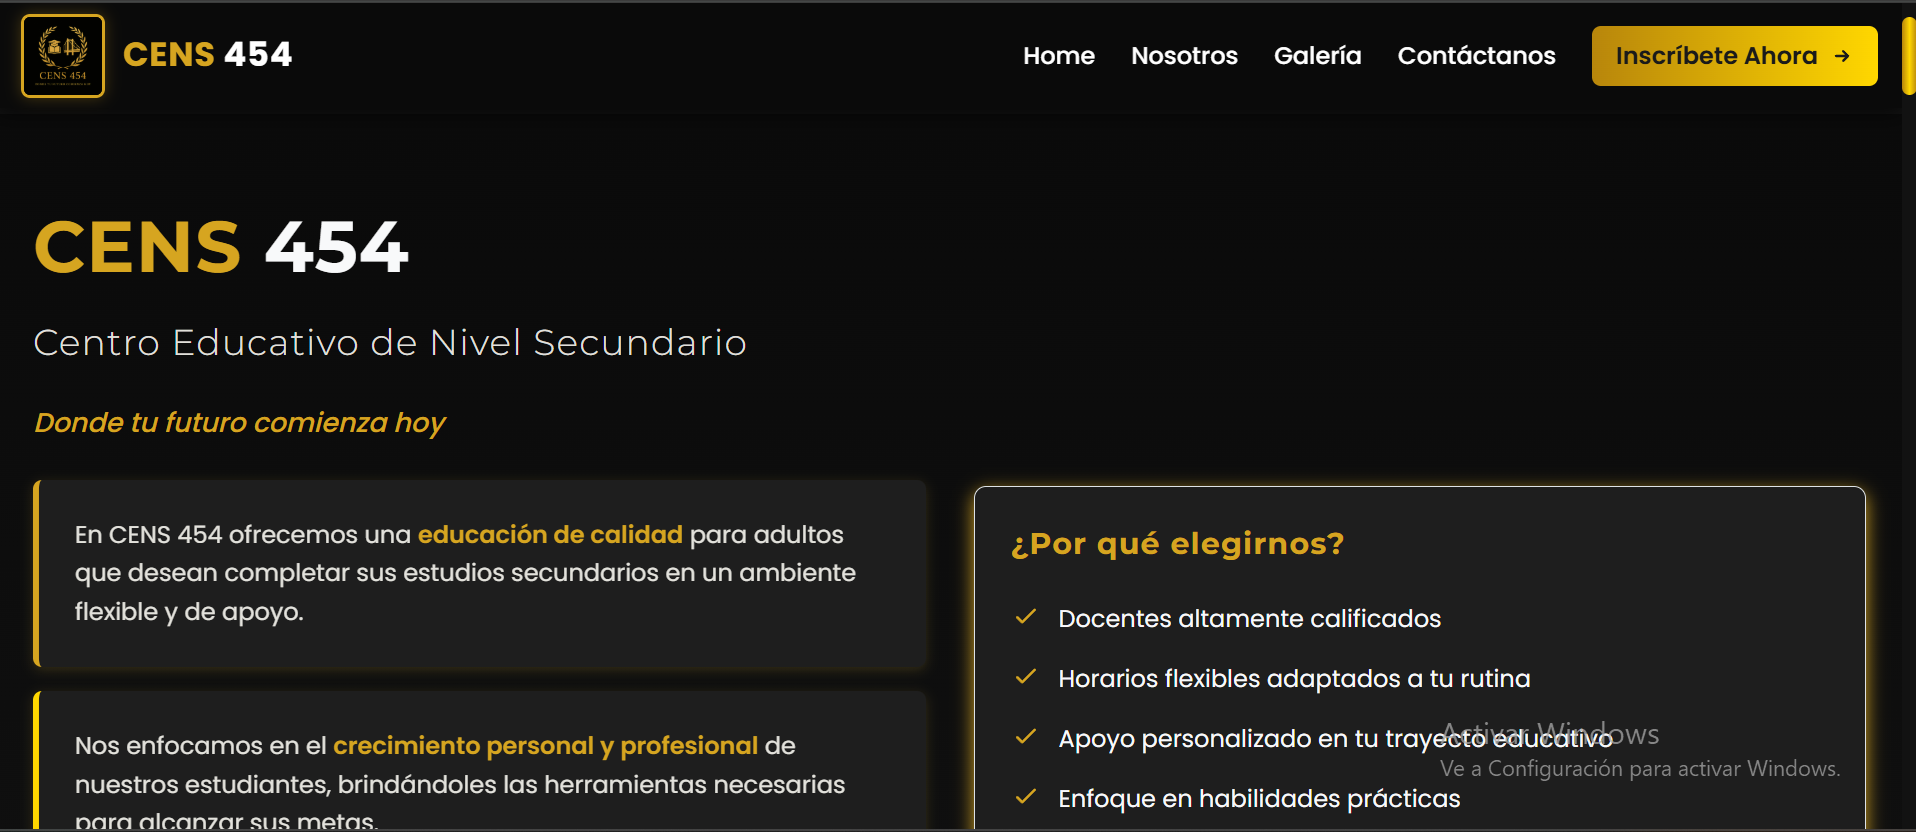 CENS 454
CENS 454
Home
Nosotros
Galería
Contáctanos
Inscríbete Ahora →
CENS 454
Centro Educativo de Nivel Secundario
Donde tu futuro comienza hoy
En CENS 454 ofrecemos una educación de calidad para adultos
que desean completar sus estudios secundarios en un ambiente
flexible y de apoyo.
Nos enfocamos en el crecimiento personal y profesional de
nuestros estudiantes, brindándoles las herramientas necesarias
para alcanzar sus metas.
¿Por qué elegirnos?
Docentes altamente calificados
Horarios flexibles adaptados a tu rutina
Apoyo personalizado en tu trayecto educativo
Enfoque en habilidades prácticas
Activar Windows
Ve a Configuración para activar Windows.